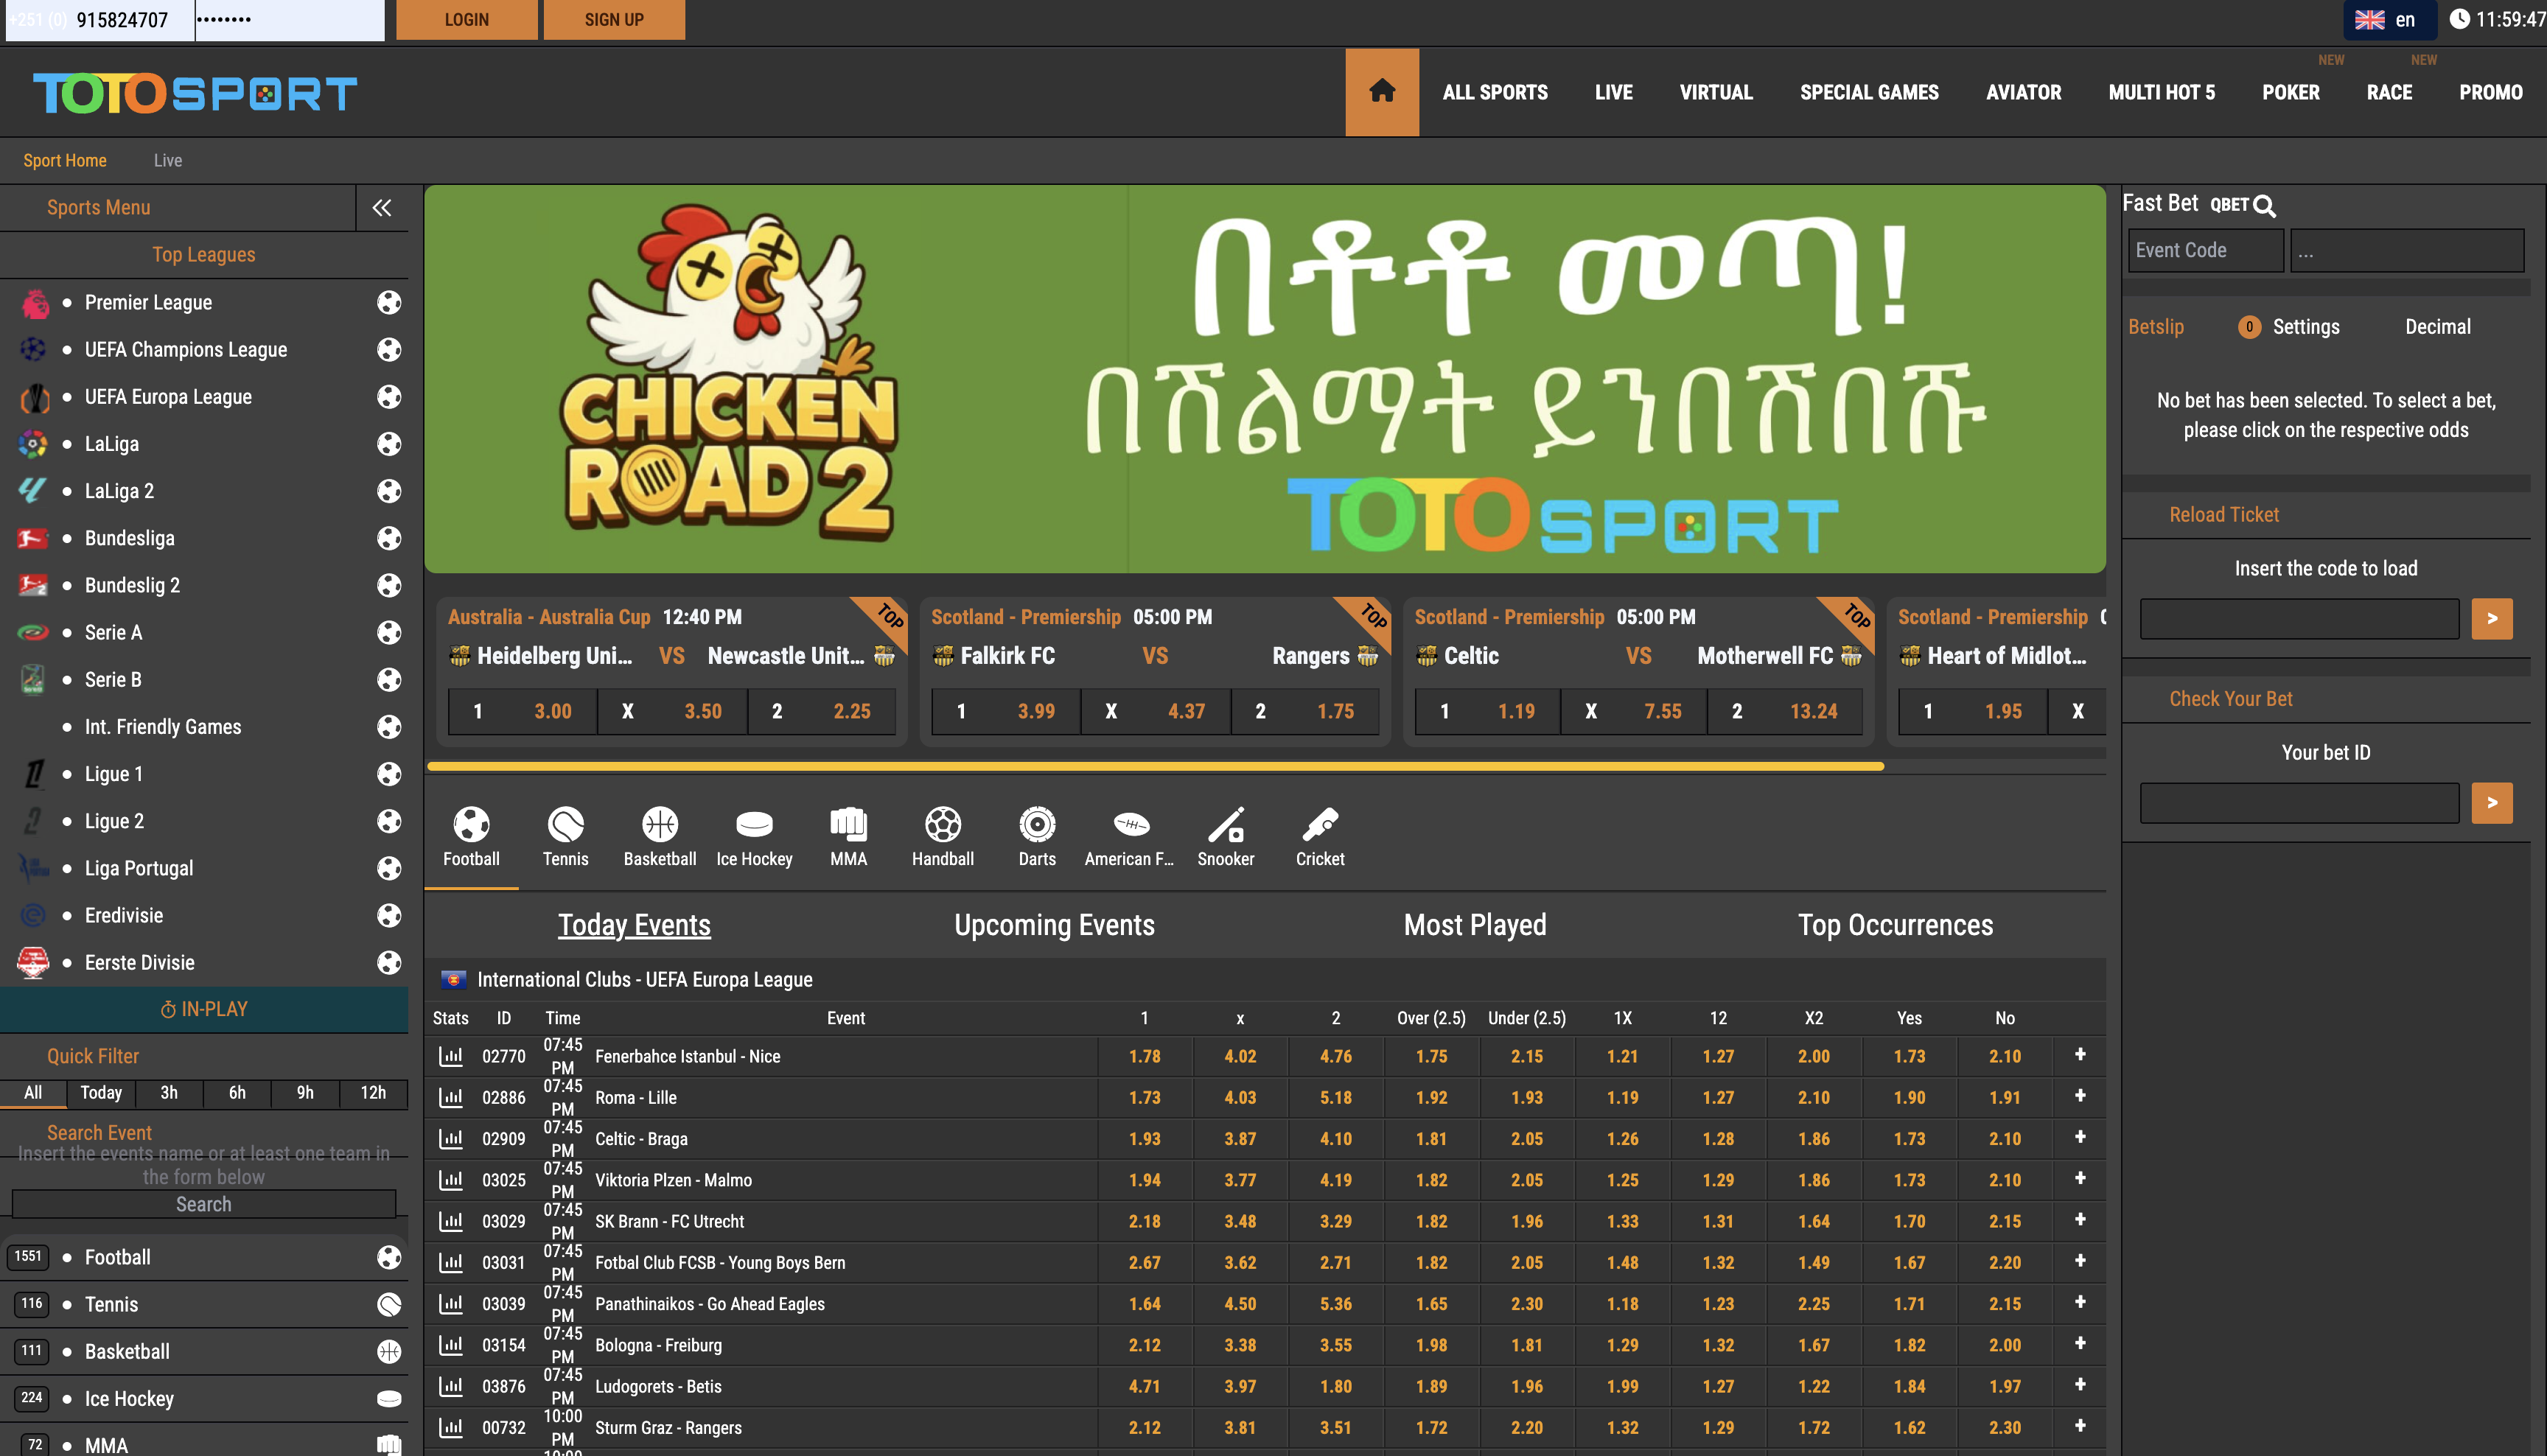 +251 (0) 915824707 •••••••• LOGIN SIGN UP en 11:59:47
NEW NEW
TOTOSPORT ALL SPORTS LIVE VIRTUAL SPECIAL GAMES AVIATOR MULTI HOT 5 POKER RACE PROMO
Sport Home Live
Sports Menu
Top Leagues
Premier League
UEFA Champions League
UEFA Europa League
LaLiga
LaLiga 2
Bundesliga
Bundeslig 2
Serie A
Serie B
Int. Friendly Games
Ligue 1
Ligue 2
Liga Portugal
Eredivisie
Eerste Divisie
IN-PLAY
Quick Filter
All Today 3h 6h 9h 12h
Search Event
Insert the events name or at least one team in
the form below
Search
1551 Football
116 Tennis
111 Basketball
224 Ice Hockey
72 MMA
CHICKEN
ROAD 2
በቶቶ መጣ!
በሽልማት ይንበሽበሹ
TOTOSPORT
Australia - Australia Cup 12:40 PM TOP
Heidelberg Uni... VS Newcastle Unit...
1 3.00 X 3.50 2 2.25
Scotland - Premiership 05:00 PM TOP
Falkirk FC VS Rangers
1 3.99 X 4.37 2 1.75
Scotland - Premiership 05:00 PM TOP
Celtic VS Motherwell FC
1 1.19 X 7.55 2 13.24
Scotland - Premiership
Heart of Midlot...
1 1.95 X
Football Tennis Basketball Ice Hockey MMA Handball Darts American F... Snooker Cricket
Today Events Upcoming Events Most Played Top Occurrences
International Clubs - UEFA Europa League
Stats ID Time Event 1 x 2 Over (2.5) Under (2.5) 1X 12 X2 Yes No
02770 07:45 PM Fenerbahce Istanbul - Nice 1.78 4.02 4.76 1.75 2.15 1.21 1.27 2.00 1.73 2.10 +
02886 07:45 PM Roma - Lille 1.73 4.03 5.18 1.92 1.93 1.19 1.27 2.10 1.90 1.91 +
02909 07:45 PM Celtic - Braga 1.93 3.87 4.10 1.81 2.05 1.26 1.28 1.86 1.73 2.10 +
03025 07:45 PM Viktoria Plzen - Malmo 1.94 3.77 4.19 1.82 2.05 1.25 1.29 1.86 1.73 2.10 +
03029 07:45 PM SK Brann - FC Utrecht 2.18 3.48 3.29 1.82 1.96 1.33 1.31 1.64 1.70 2.15 +
03031 07:45 PM Fotbal Club FCSB - Young Boys Bern 2.67 3.62 2.71 1.82 2.05 1.48 1.32 1.49 1.67 2.20 +
03039 07:45 PM Panathinaikos - Go Ahead Eagles 1.64 4.50 5.36 1.65 2.30 1.18 1.23 2.25 1.71 2.15 +
03154 07:45 PM Bologna - Freiburg 2.12 3.38 3.55 1.98 1.81 1.29 1.32 1.67 1.82 2.00 +
03876 07:45 PM Ludogorets - Betis 4.71 3.97 1.80 1.89 1.96 1.99 1.27 1.22 1.84 1.97 +
00732 10:00 PM Sturm Graz - Rangers 2.12 3.81 3.51 1.72 2.20 1.32 1.29 1.72 1.62 2.30 +
Fast Bet QBET
Event Code ...
Betslip 0 Settings Decimal
No bet has been selected. To select a bet,
please click on the respective odds
Reload Ticket
Insert the code to load
>
Check Your Bet
Your bet ID
>